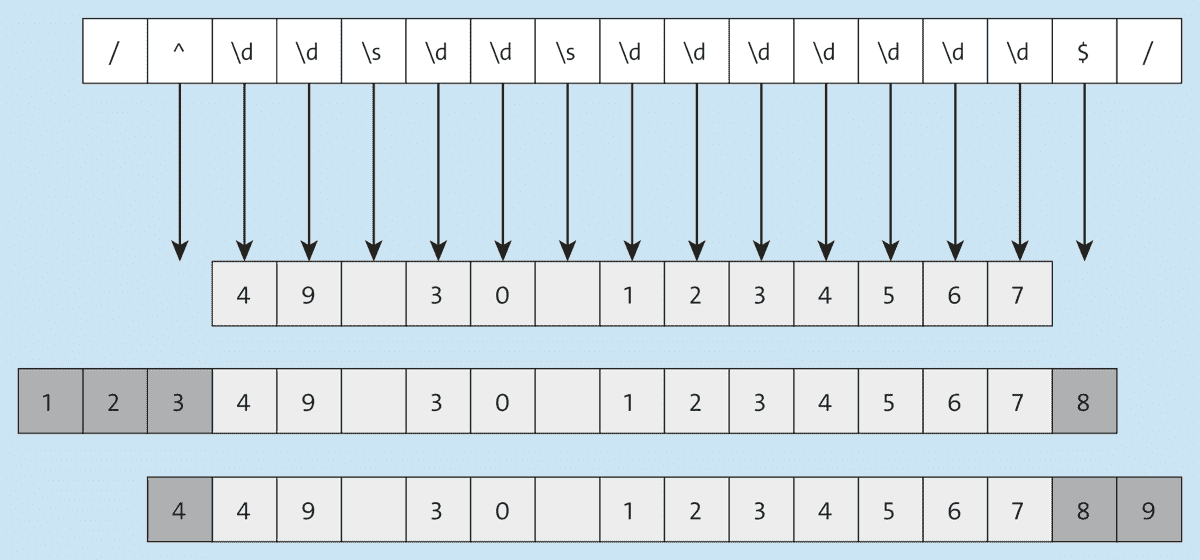 / ^ \d \d \s \d \d \s \d \d \d \d \d \d \d $ /
4 9 3 0 1 2 3 4 5 6 7
1 2 3 4 9 3 0 1 2 3 4 5 6 7 8
4 4 9 3 0 1 2 3 4 5 6 7 8 9